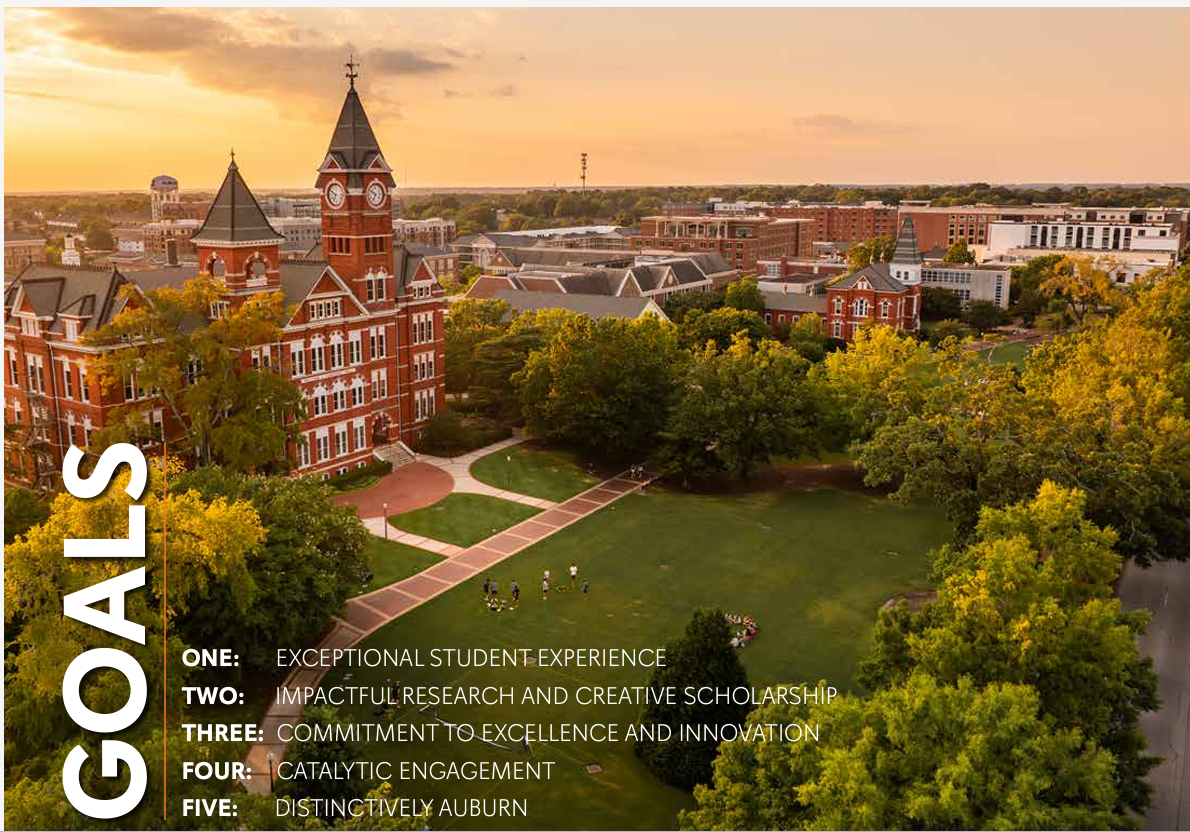 GOALS
ONE: EXCEPTIONAL STUDENT EXPERIENCE
TWO: IMPACTFUL RESEARCH AND CREATIVE SCHOLARSHIP
THREE: COMMITMENT TO EXCELLENCE AND INNOVATION
FOUR: CATALYTIC ENGAGEMENT
FIVE: DISTINCTIVELY AUBURN